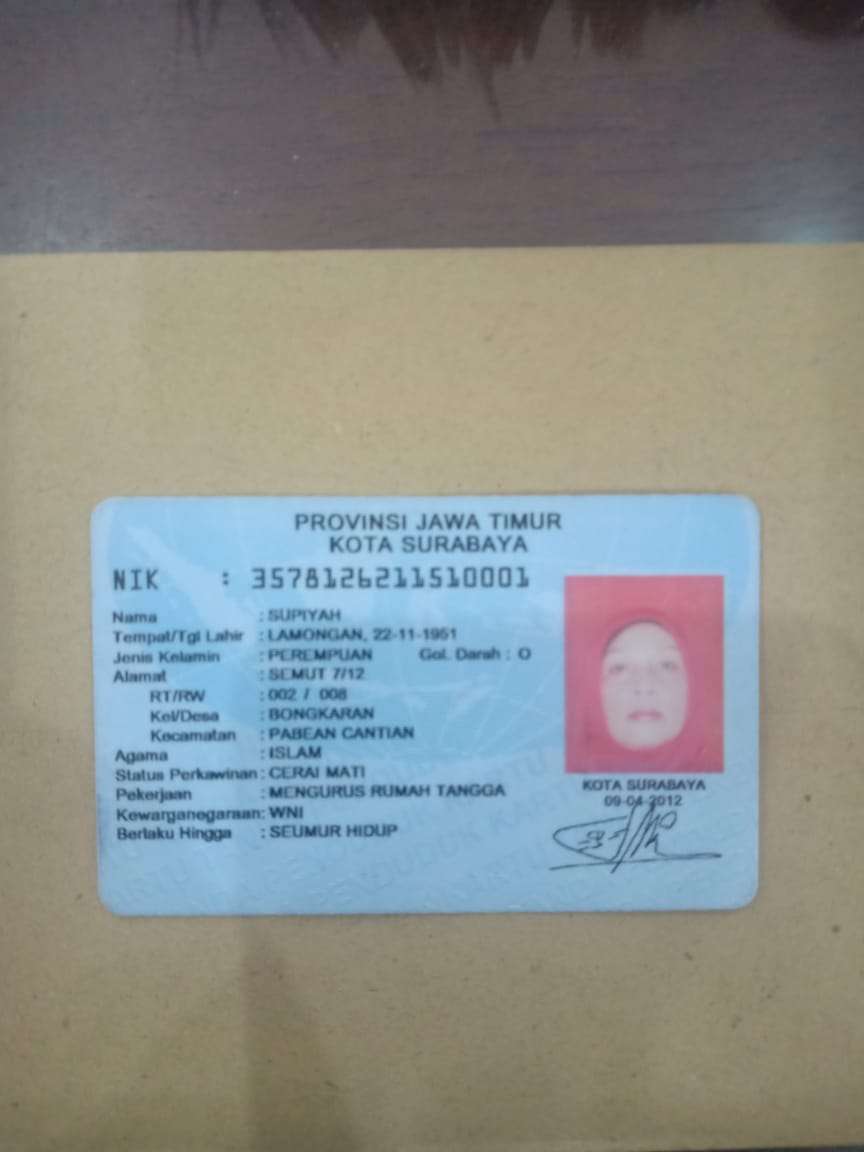 PROVINSI JAWA TIMUR
KOTA SURABAYA
NIK : 3578126211510001
Nama : SUPIYAH
Tempat/Tgl Lahir : LAMONGAN, 22-11-1951
Jenis Kelamin : PEREMPUAN Gol. Darah : O
Alamat : SEMUT 7/12
RT/RW : 002 / 008
Kel/Desa : BONGKARAN
Kecamatan : PABEAN CANTIAN
Agama : ISLAM
Status Perkawinan : CERAI MATI
Pekerjaan : MENGURUS RUMAH TANGGA
Kewarganegaraan: WNI
Berlaku Hingga : SEUMUR HIDUP
KOTA SURABAYA
09-04-2012